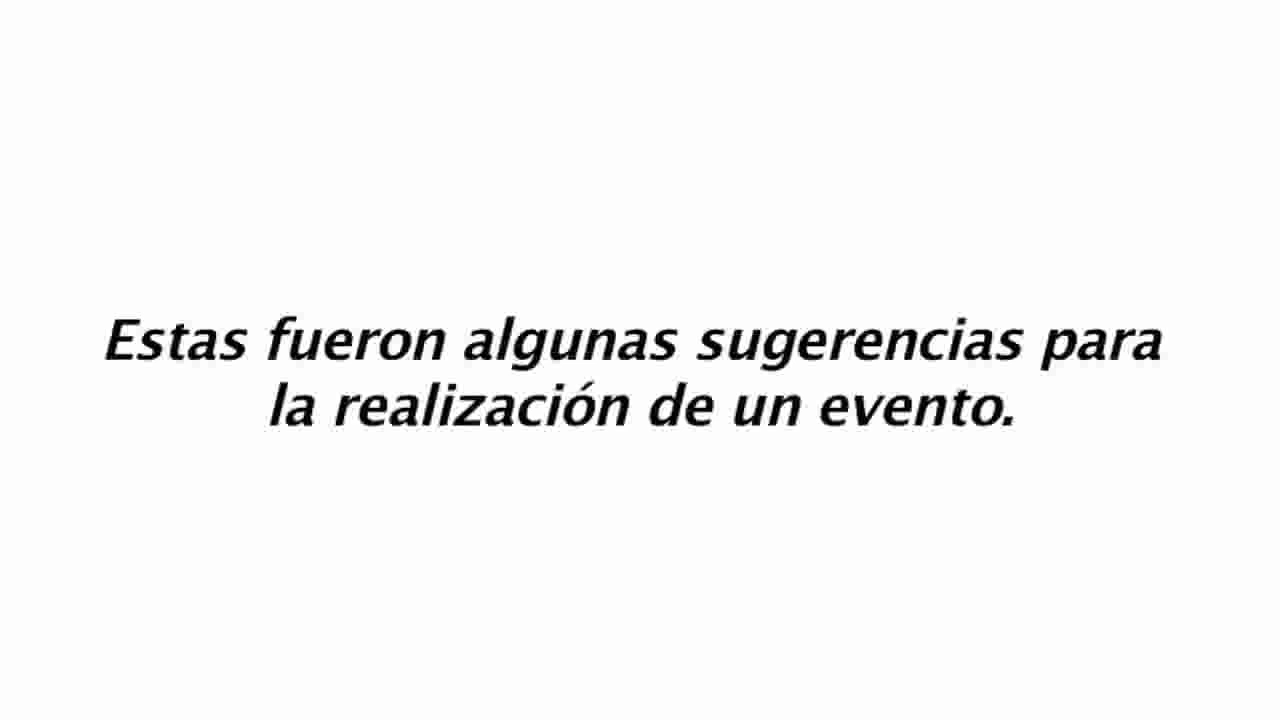 Estas fueron algunas sugerencias para
la realización de un evento.